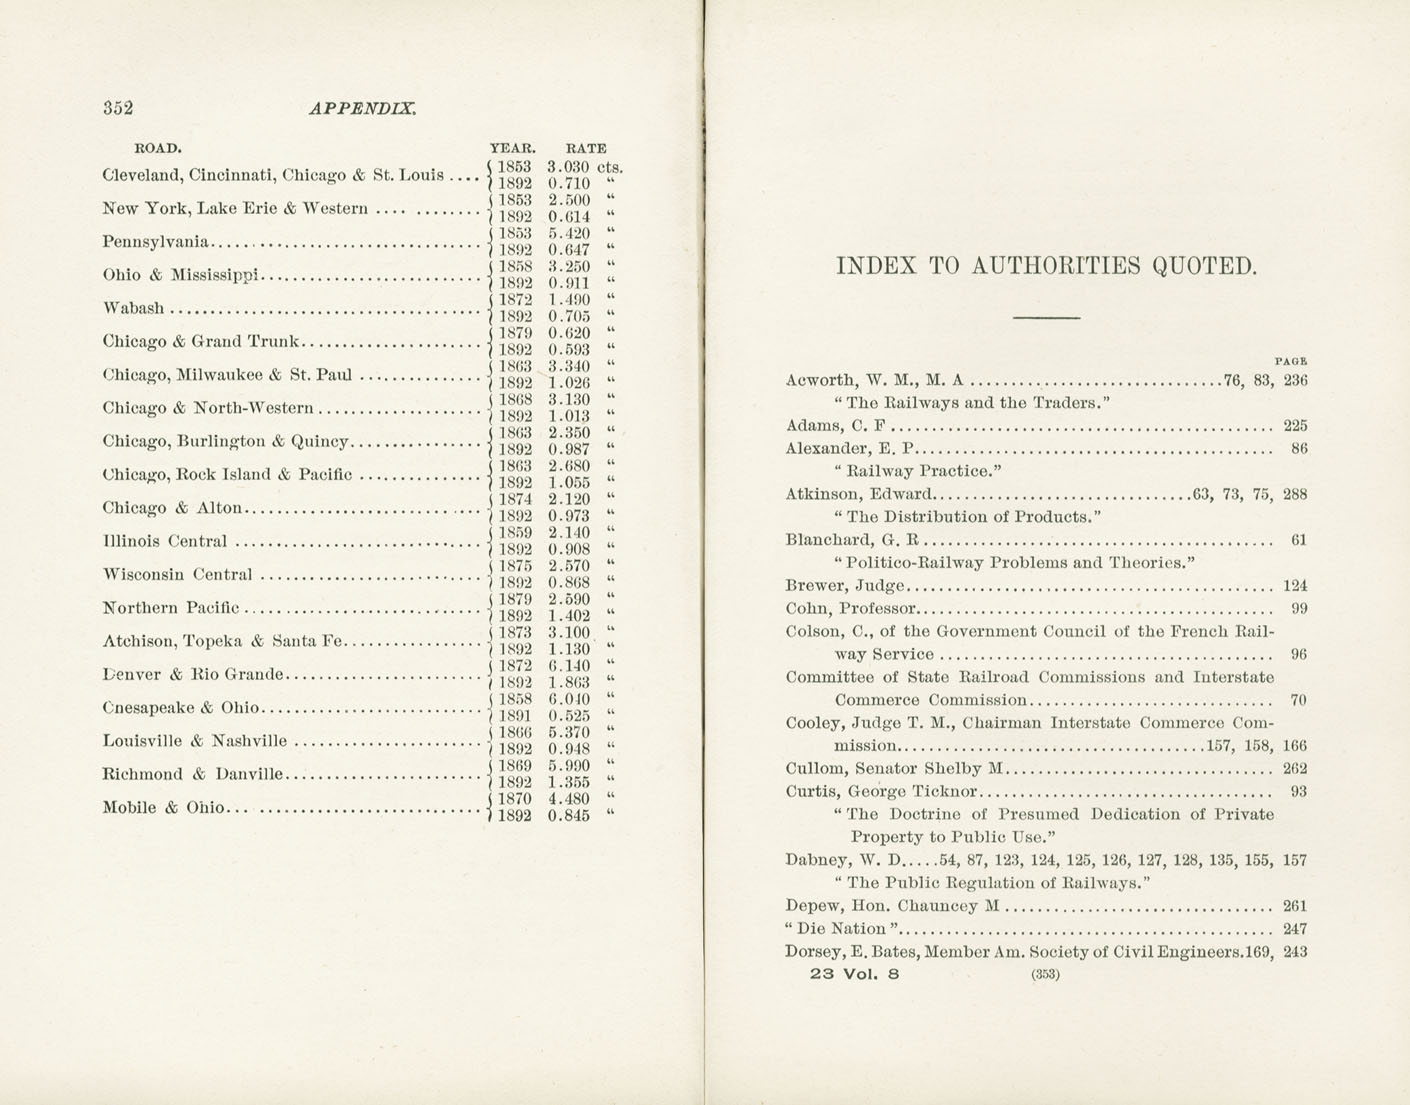 352 APPENDIX.
ROAD. YEAR. RATE
Cleveland, Cincinnati, Chicago & St. Louis .... { 1853 3.030 cts.
1892 0.710 "
New York, Lake Erie & Western .... ........ { 1853 2.500 "
1892 0.614 "
Pennsylvania................................. { 1853 5.420 "
1892 0.647 "
Ohio & Mississippi........................... { 1858 3.250 "
1892 0.911 "
Wabash ...................................... { 1872 1.490 "
1892 0.705 "
Chicago & Grand Trunk...................... { 1879 0.620 "
1892 0.593 "
Chicago, Milwaukee & St. Paul ............... { 1863 3.340 "
1892 1.026 "
Chicago & North-Western .................... { 1868 3.130 "
1892 1.013 "
Chicago, Burlington & Quincy................ { 1863 2.350 "
1892 0.987 "
Chicago, Rock Island & Pacific ............... { 1863 2.680 "
1892 1.055 "
Chicago & Alton............................. { 1874 2.120 "
1892 0.973 "
Illinois Central .............................. { 1859 2.140 "
1892 0.908 "
Wisconsin Central ........................... { 1875 2.570 "
1892 0.868 "
Northern Pacific ............................. { 1879 2.590 "
1892 1.402 "
Atchison, Topeka & Santa Fe................. { 1873 3.100 "
1892 1.130 "
Denver & Rio Grande........................ { 1872 6.140 "
1892 1.863 "
Chesapeake & Ohio........................... { 1858 6.040 "
1891 0.525 "
Louisville & Nashville ....................... { 1866 5.370 "
1892 0.948 "
Richmond & Danville........................ { 1869 5.990 "
1892 1.355 "
Mobile & Ohio... ........................... { 1870 4.480 "
1892 0.845 "
INDEX TO AUTHORITIES QUOTED.
PAGE
Acworth, W. M., M. A ...............................76, 83, 236
"The Railways and the Traders."
Adams, C. F ............................................... 225
Alexander, E. P............................................ 86
"Railway Practice."
Atkinson, Edward................................63, 73, 75, 288
"The Distribution of Products."
Blanchard, G. R........................................... 61
"Politico-Railway Problems and Theories."
Brewer, Judge............................................. 124
Cohn, Professor............................................ 99
Colson, C., of the Government Council of the French Rail-
way Service ......................................... 96
Committee of State Railroad Commissions and Interstate
Commerce Commission.............................. 70
Cooley, Judge T. M., Chairman Interstate Commerce Com-
mission......................................157, 158, 166
Cullom, Senator Shelby M................................. 262
Curtis, George Ticknor.................................... 93
"The Doctrine of Presumed Dedication of Private
Property to Public Use."
Dabney, W. D.....54, 87, 123, 124, 125, 126, 127, 128, 135, 155, 157
"The Public Regulation of Railways."
Depew, Hon. Chauncey M ................................. 261
"Die Nation".............................................. 247
Dorsey, E. Bates, Member Am. Society of Civil Engineers.169, 243
23 Vol. 8 (353)